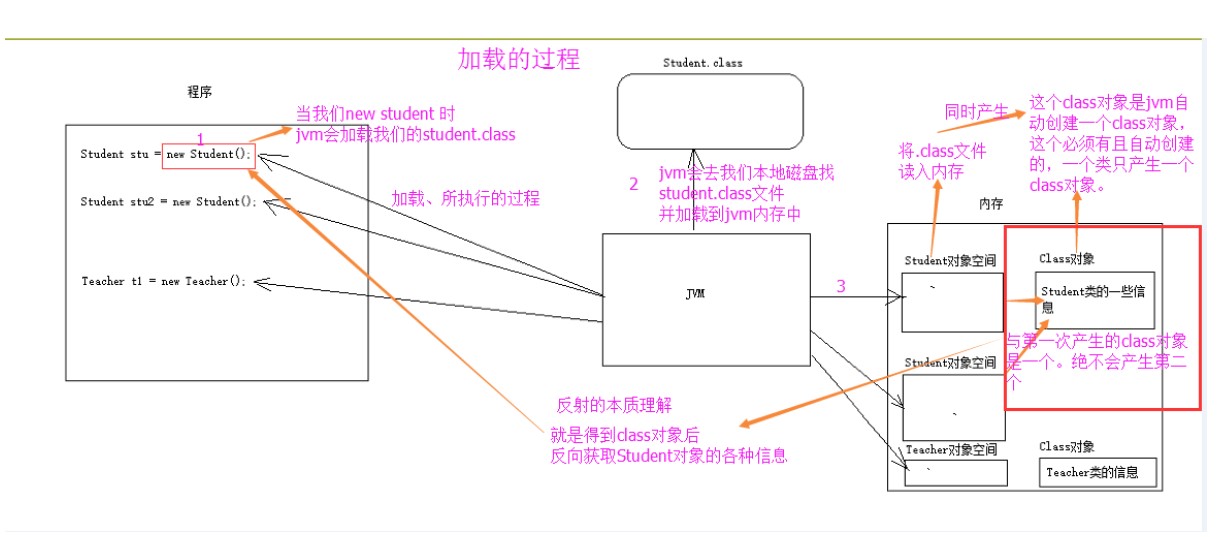 加载的过程
Student.class
程序
当我们new student 时
jvm会加载我们的student.class
1
Student stu = new Student();
Student stu2 = new Student();
加载、所执行的过程
Teacher t1 = new Teacher();
2
jvm会去我们本地磁盘找
student.class文件
并加载到jvm内存中
JVM
3
同时产生
将.class文件
读入内存
这个class对象是jvm自
动创建一个class对象，
这个必须有且自动创建
的，一个类只产生一个
class对象。
内存
Student对象空间
Class对象
Student类的一些信
息
与第一次产生的class对象
是一个。绝不会产生第二
个
Student对象空间
反射的本质理解
就是得到class对象后
反向获取Student对象的各种信息
Teacher对象空间
Class对象
Teacher类的信息